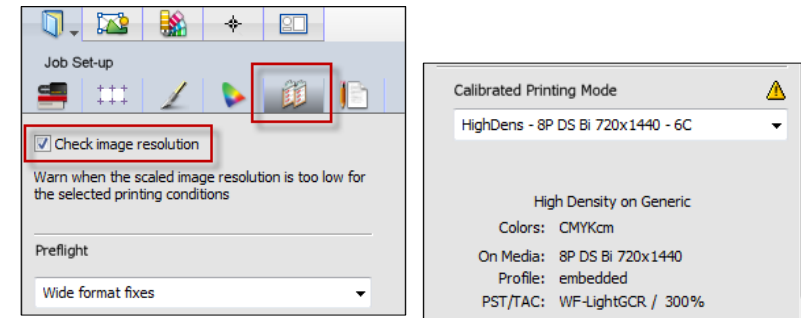 Job Set-up
Check image resolution
Warn when the scaled image resolution is too low for
the selected printing conditions
Preflight
Wide format fixes
Calibrated Printing Mode
HighDens - 8P DS Bi 720x1440 - 6C
High Density on Generic
Colors: CMYKcm
On Media: 8P DS Bi 720x1440
Profile: embedded
PST/TAC: WF-LightGCR / 300%